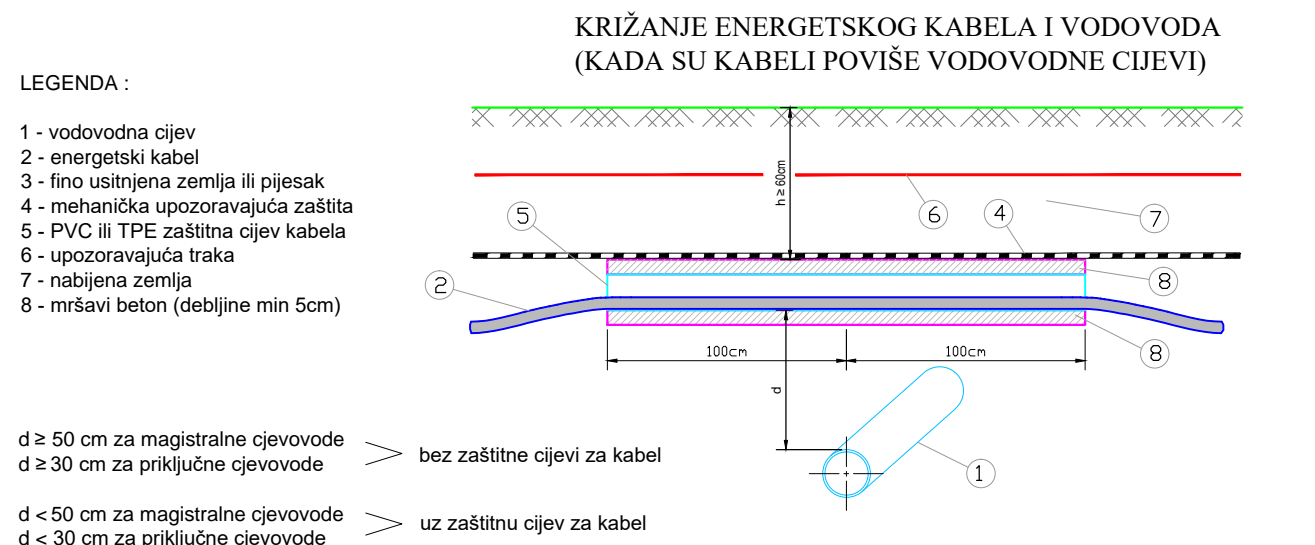 KRIŽANJE ENERGETSKOG KABELA I VODOVODA
(KADA SU KABELI POVIŠE VODOVODNE CIJEVI)
LEGENDA :
1 - vodovodna cijev
2 - energetski kabel
3 - fino usitnjena zemlja ili pijesak
4 - mehanička upozoravajuća zaštita
5 - PVC ili TPE zaštitna cijev kabela
6 - upozoravajuća traka
7 - nabijena zemlja
8 - mršavi beton (debljine min 5cm)
h ≥ 60cm
5
6
4
7
2
8
8
100cm
100cm
d
1
d ≥ 50 cm za magistralne cjevovode
d ≥ 30 cm za priključne cjevovode
bez zaštitne cijevi za kabel
d < 50 cm za magistralne cjevovode
d < 30 cm za priključne cjevovode
uz zaštitnu cijev za kabel